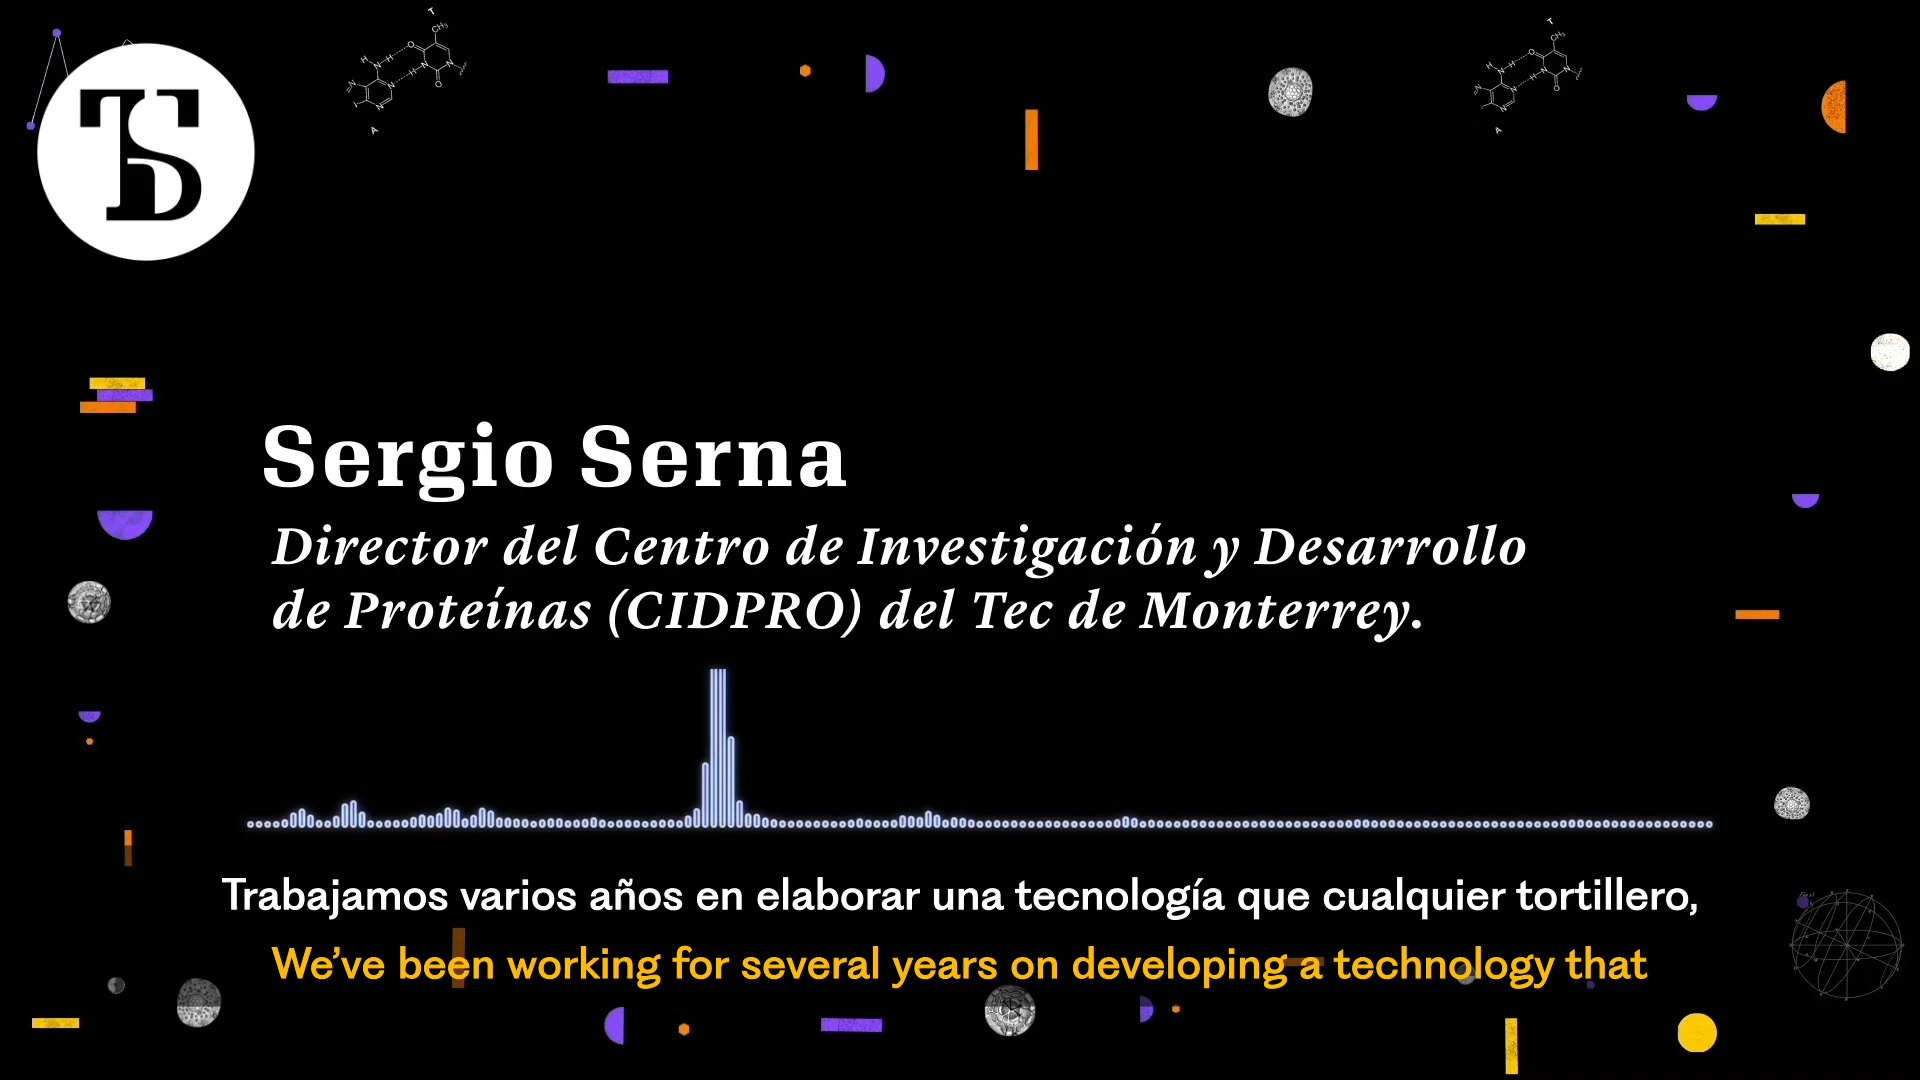 TS
Sergio Serna
Director del Centro de Investigación y Desarrollo
de Proteínas (CIDPRO) del Tec de Monterrey.
Trabajamos varios años en elaborar una tecnología que cualquier tortillero,
We’ve been working for several years on developing a technology that